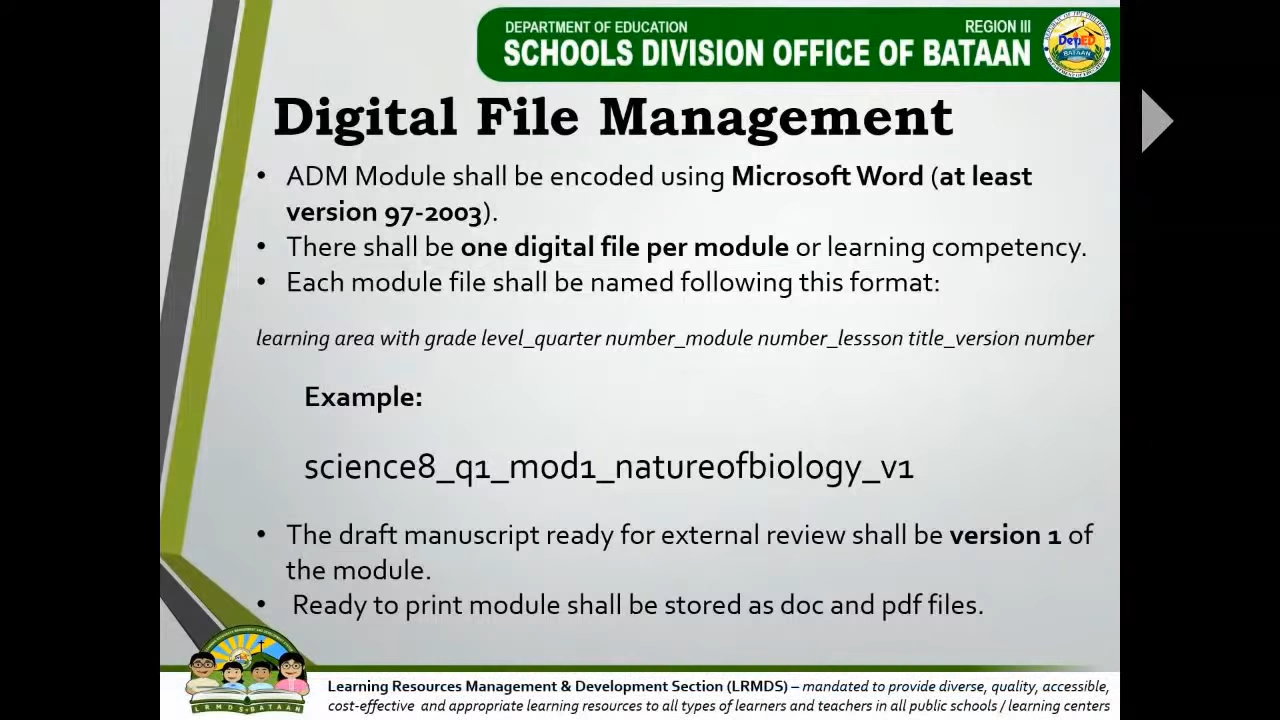 DEPARTMENT OF EDUCATION REGION III
SCHOOLS DIVISION OFFICE OF BATAAN
DepED
BATAAN
Digital File Management
• ADM Module shall be encoded using Microsoft Word (at least
version 97-2003).
• There shall be one digital file per module or learning competency.
• Each module file shall be named following this format:
learning area with grade level_quarter number_module number_lessson title_version number
Example:
science8_q1_mod1_natureofbiology_v1
• The draft manuscript ready for external review shall be version 1 of
the module.
• Ready to print module shall be stored as doc and pdf files.
LRMDS BATAAN
Learning Resources Management & Development Section (LRMDS) – mandated to provide diverse, quality, accessible,
cost-effective and appropriate learning resources to all types of learners and teachers in all public schools / learning centers